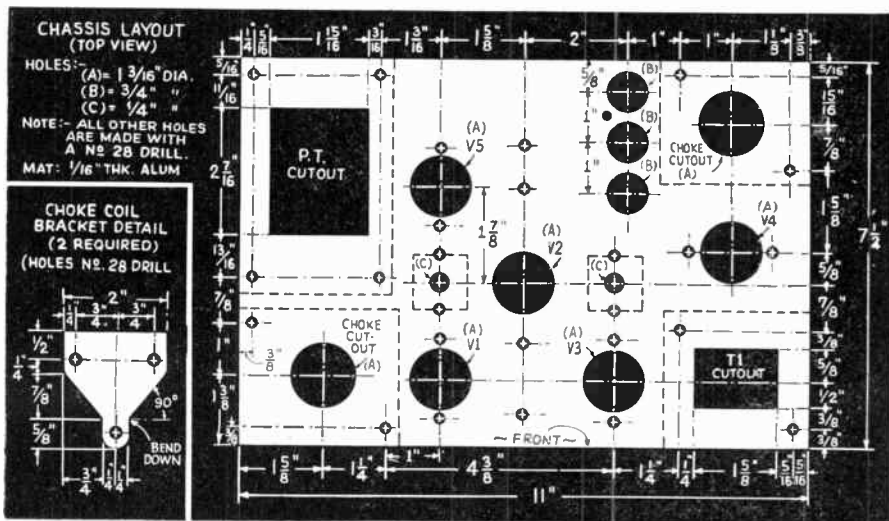 CHASSIS LAYOUT
(TOP VIEW)
HOLES:-
(A)= 1 3/16" DIA.
(B)= 3/4" "
(C)= 1/4" "
NOTE:- ALL OTHER HOLES
ARE MADE WITH
A Nº 28 DRILL.
MAT: 1/16" THK. ALUM
CHOKE COIL
BRACKET DETAIL
(2 REQUIRED)
(HOLES Nº. 28 DRILL
2"
1/4" 3/4" 3/4"
1/2"
1/4"
7/8"
5/8"
90°
BEND
DOWN
3/4" 1/4" 1/4"
1/4" 5/16" 1 15/16" 3/16" 1 3/16" 1 5/8" 2" 1" 1" 1 1/8" 3/8"
5/16"
11/16"
2 7/16"
13/16"
7/8"
1"
1 3/8"
P.T.
CUTOUT
(A)
V5
1 7/8"
(A)
V2
(C)
(C)
5/8"
1"
1"
(B)
(B)
(B)
CHOKE
CUTOUT
(A)
(A)
V4
CHOKE
CUT-
OUT
(A)
3/8"
(A)
V1
(A)
V3
T1
CUTOUT
~ FRONT ~
5/16"
15/16"
7/8"
1 5/8"
5/8"
7/8"
3/8"
5/8"
1/2"
3/8"
3/8"
7 1/2"
1 5/8" 1 1/4" 1" 4 3/8" 1 1/4" 1/4" 1 5/8" 5/16" 5/16"
11"